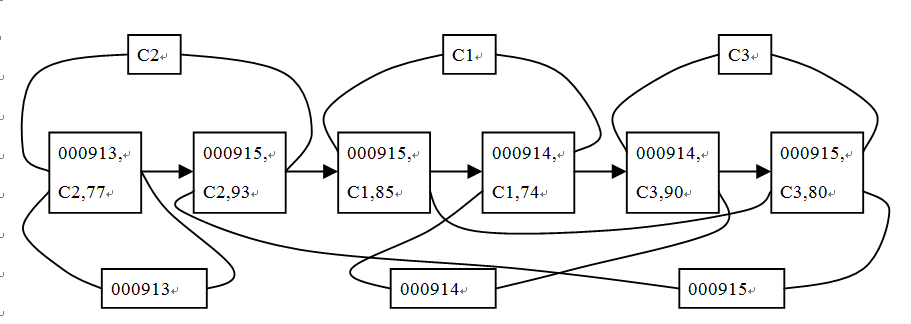 C2
C1
C3
000913,
C2,77
000915,
C2,93
000915,
C1,85
000914,
C1,74
000914,
C3,90
000915,
C3,80
000913
000914
000915